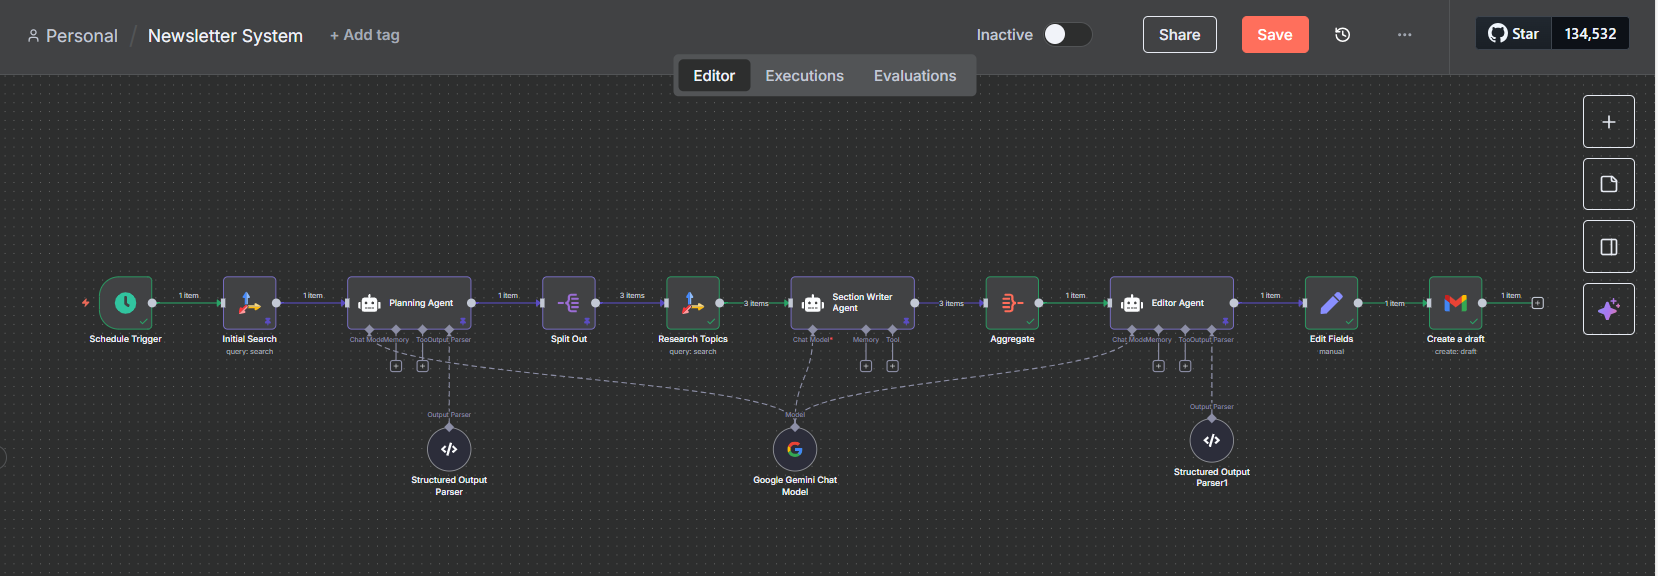 Personal / Newsletter System + Add tag
Inactive
Share
Save
Star 134,532
Editor Executions Evaluations
1 item 1 item 1 item 3 items 3 items 3 items 1 item 1 item 1 item 1 item
Schedule Trigger
Initial Search
query: search
Planning Agent
Chat Model Memory Tool Output Parser
Split Out
Research Topics
query: search
Section Writer
Agent
Chat Model* Memory Tool
Aggregate
Editor Agent
Chat Model Memory Tool Output Parser
Edit Fields
manual
Create a draft
create: draft
Output Parser
Structured Output
Parser
Model
Google Gemini Chat
Model
Output Parser
Structured Output
Parser1